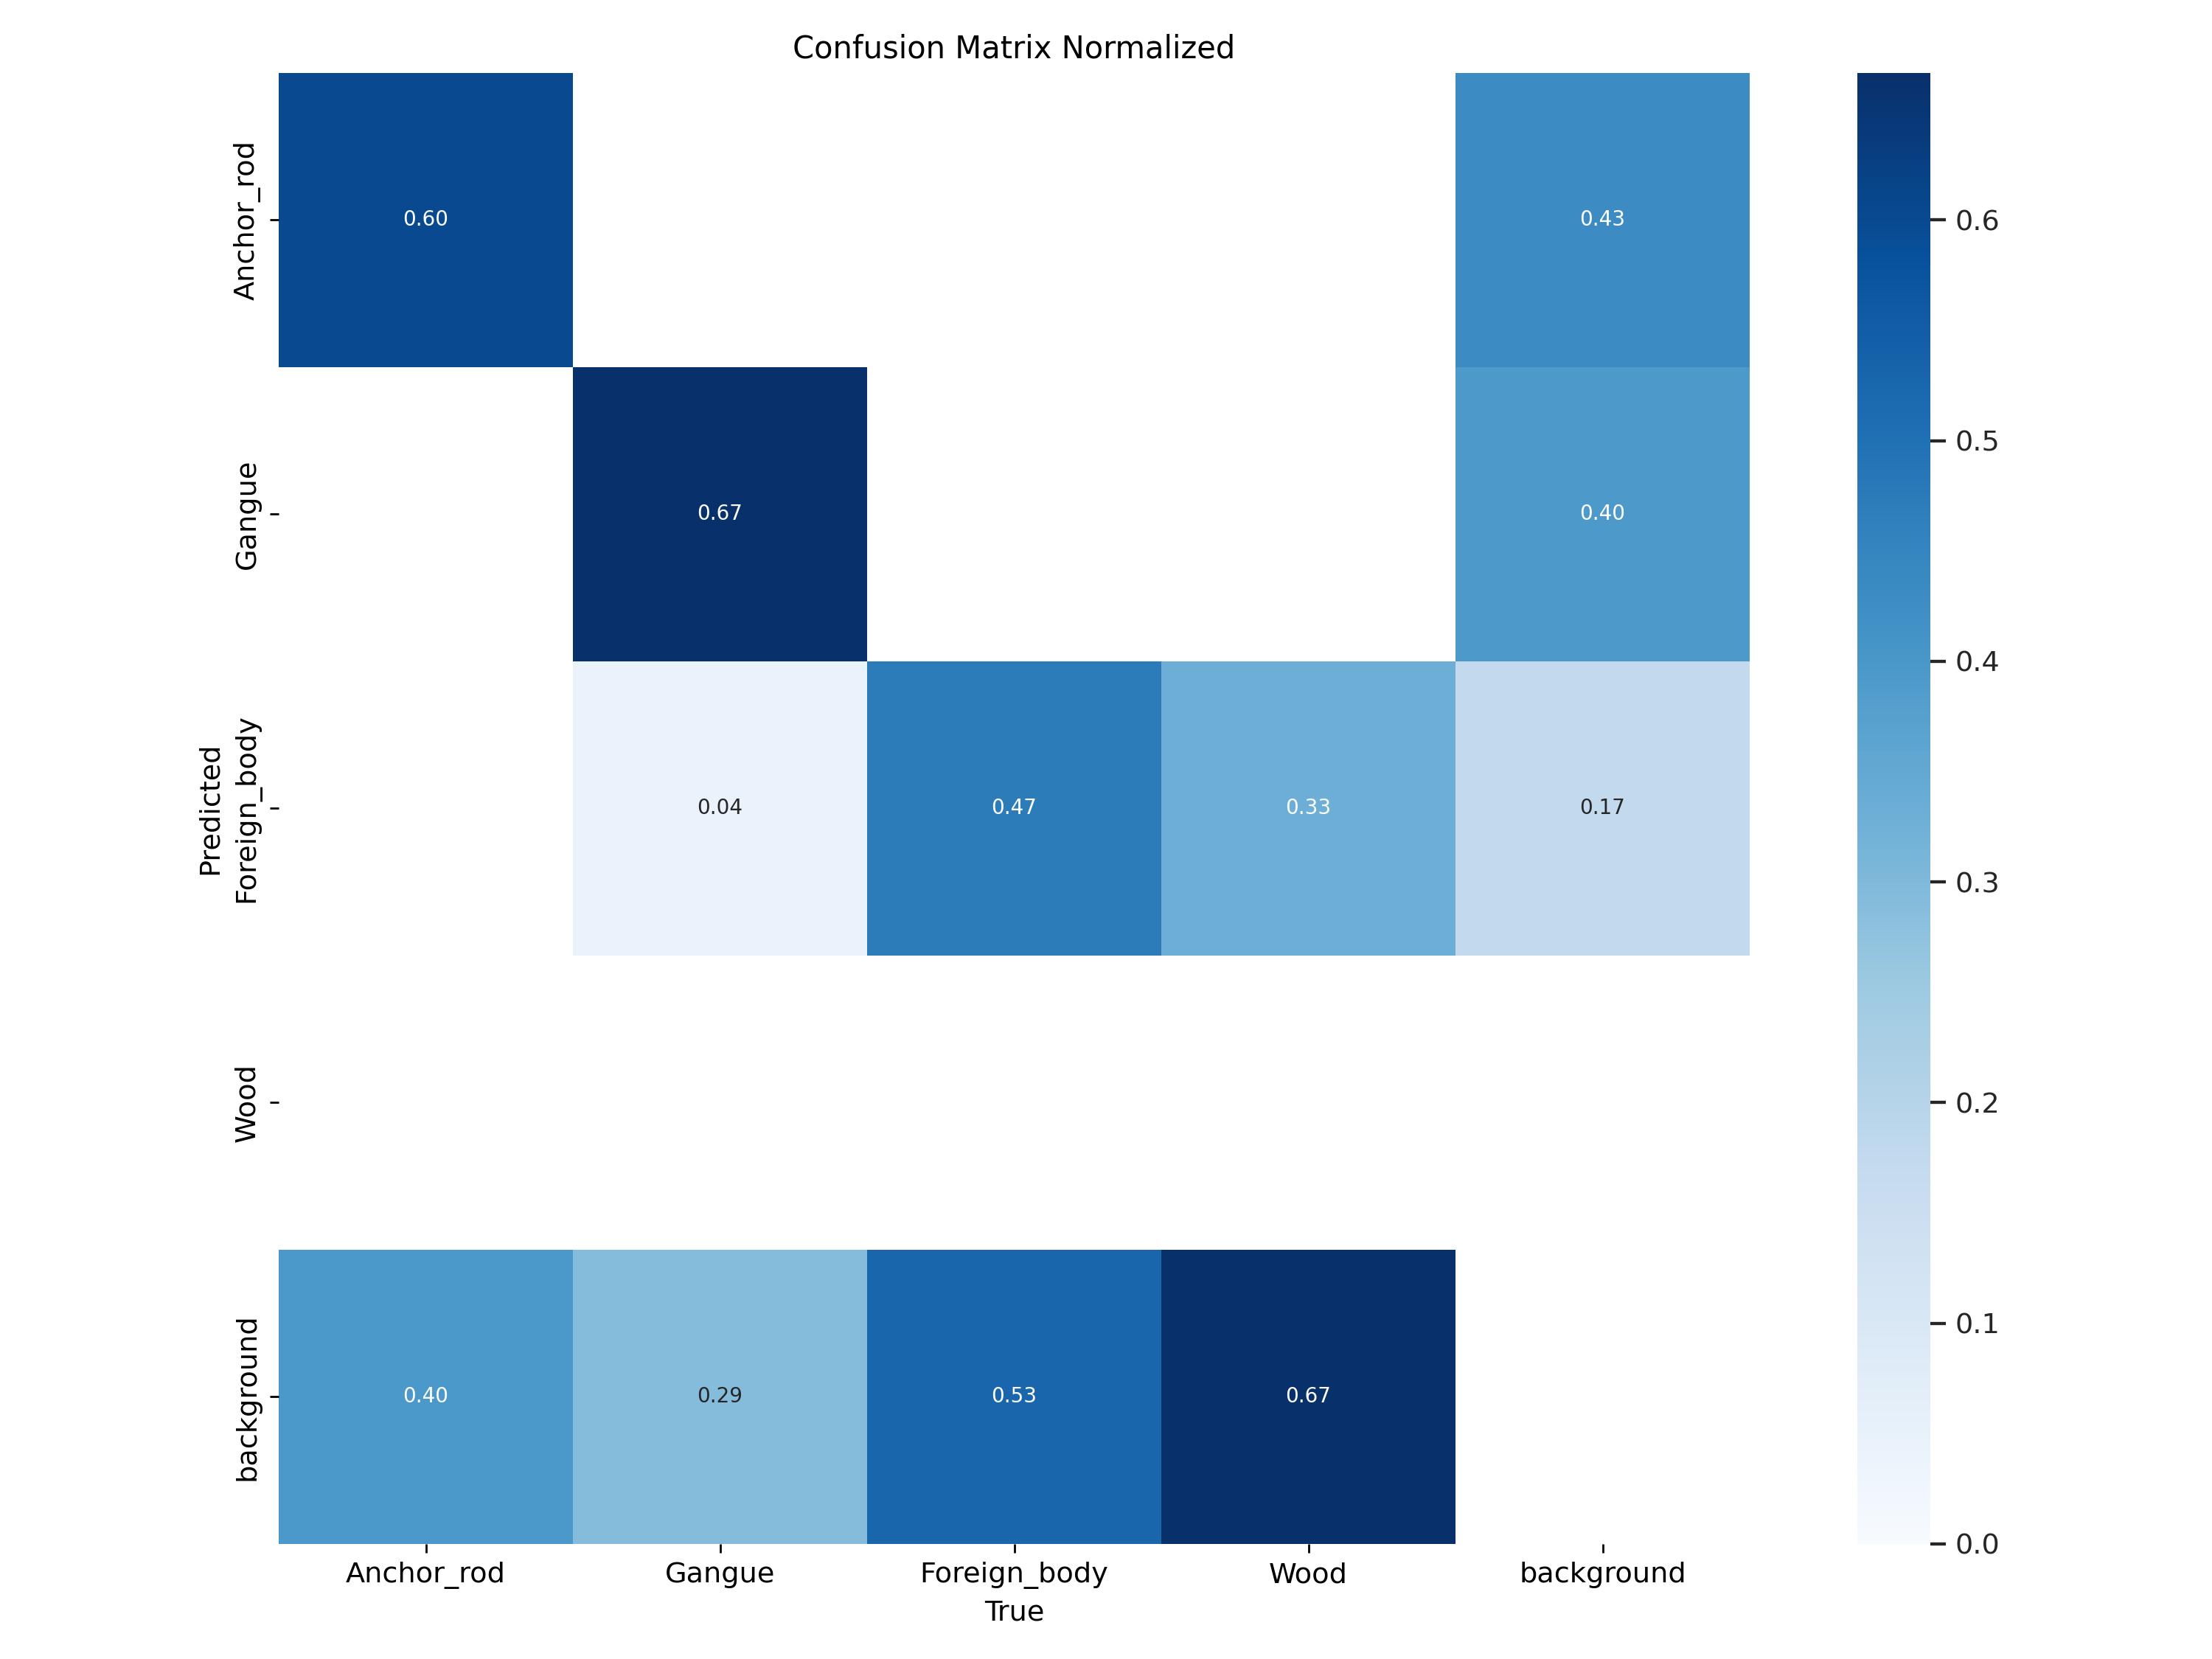 Confusion Matrix Normalized
Predicted
Anchor_rod
0.60
0.43
Gangue
0.67
0.40
Foreign_body
0.04
0.47
0.33
0.17
Wood
background
0.40
0.29
0.53
0.67
Anchor_rod
Gangue
Foreign_body
Wood
background
True
0.6
0.5
0.4
0.3
0.2
0.1
0.0